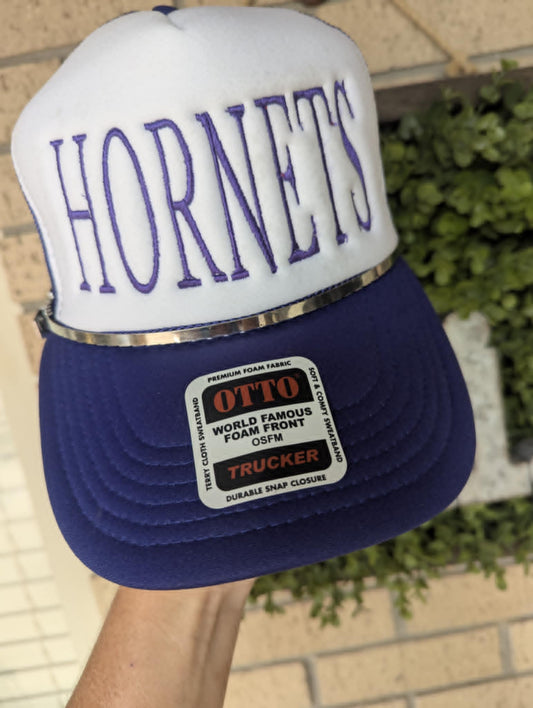 HORNETS
PREMIUM FOAM FABRIC
TERRY CLOTH SWEATBAND
SOFT & COMFY SWEATBAND
OTTO
WORLD FAMOUS
FOAM FRONT
OSFM
TRUCKER
DURABLE SNAP CLOSURE